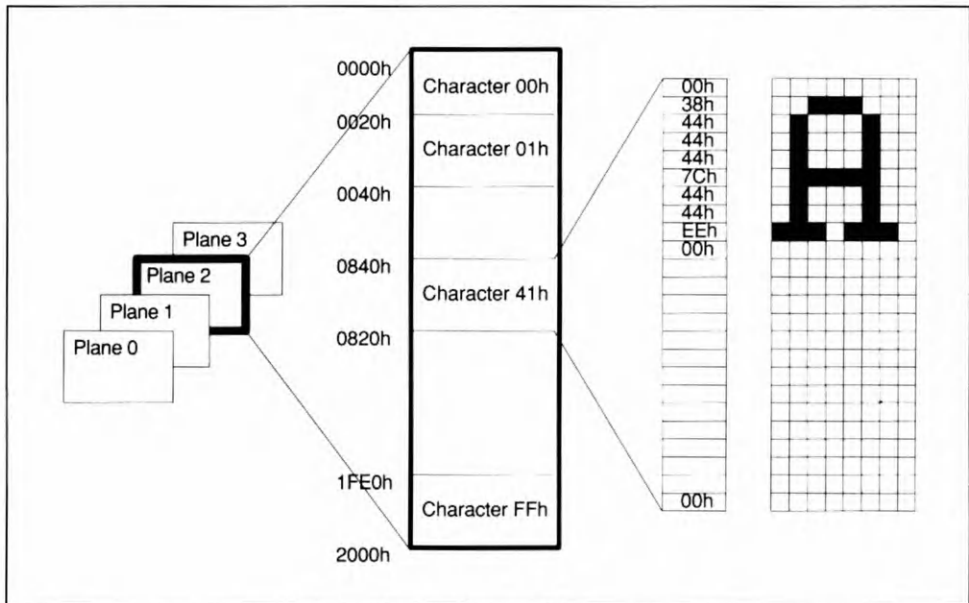 Plane 3
Plane 2
Plane 1
Plane 0
0000h
0020h
0040h
0840h
0820h
1FE0h
2000h
Character 00h
Character 01h
Character 41h
Character FFh
00h
38h
44h
44h
44h
7Ch
44h
44h
EEh
00h
00h